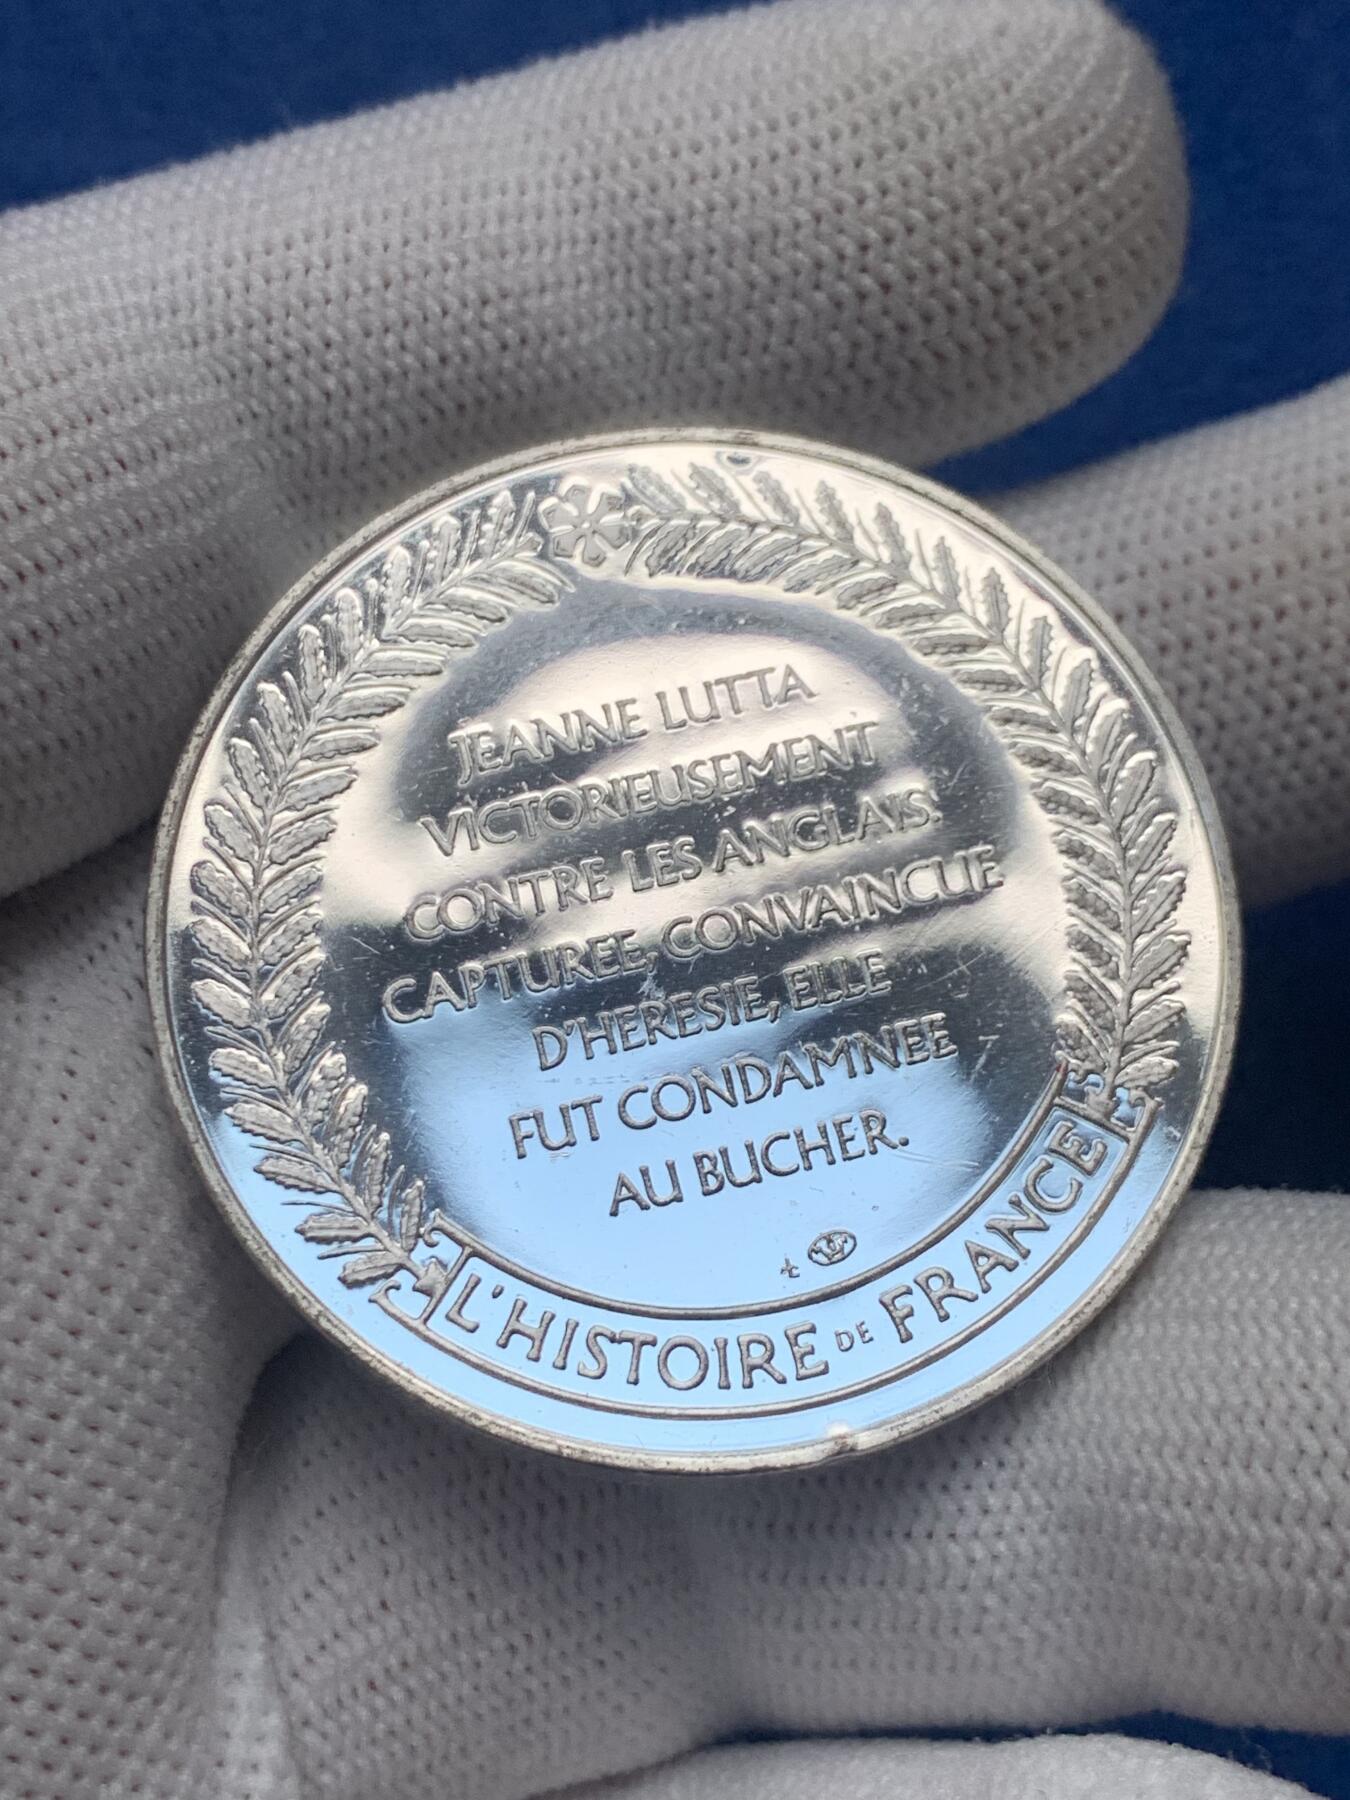 JEANNE LUTTA
VICTORIEUSEMENT
CONTRE LES ANGLAIS.
CAPTUREE, CONVAINCUE
D'HERESIE, ELLE
FUT CONDAMNEE
AU BUCHER.
L'HISTOIRE DE FRANCE